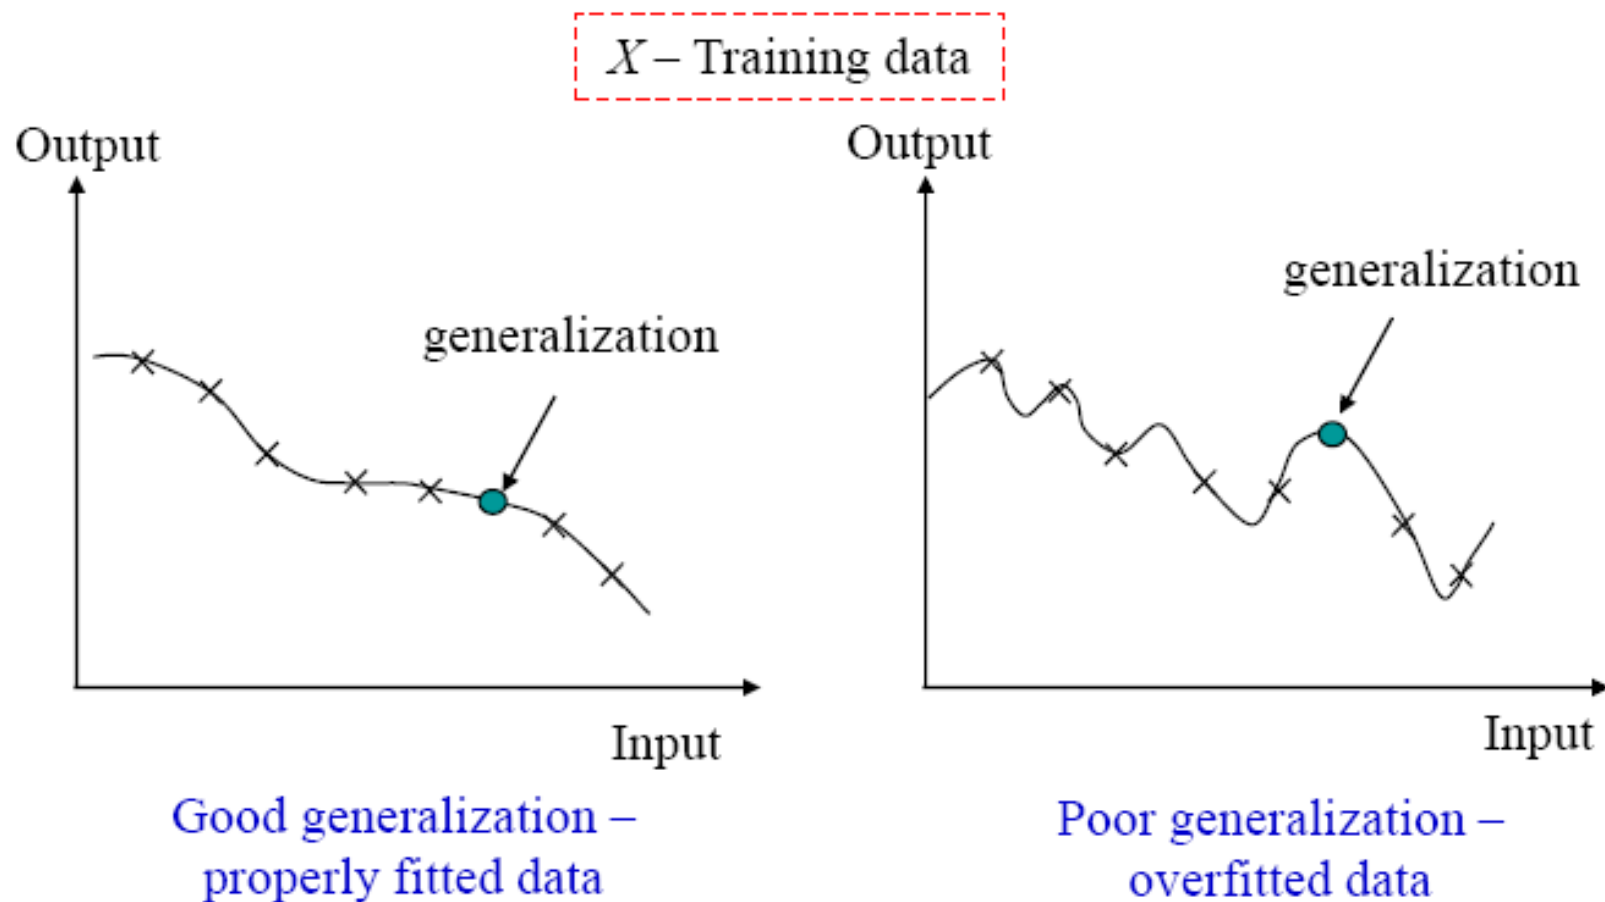 X – Training data
Output
generalization
Input
Good generalization –
properly fitted data
Output
generalization
Input
Poor generalization –
overfitted data